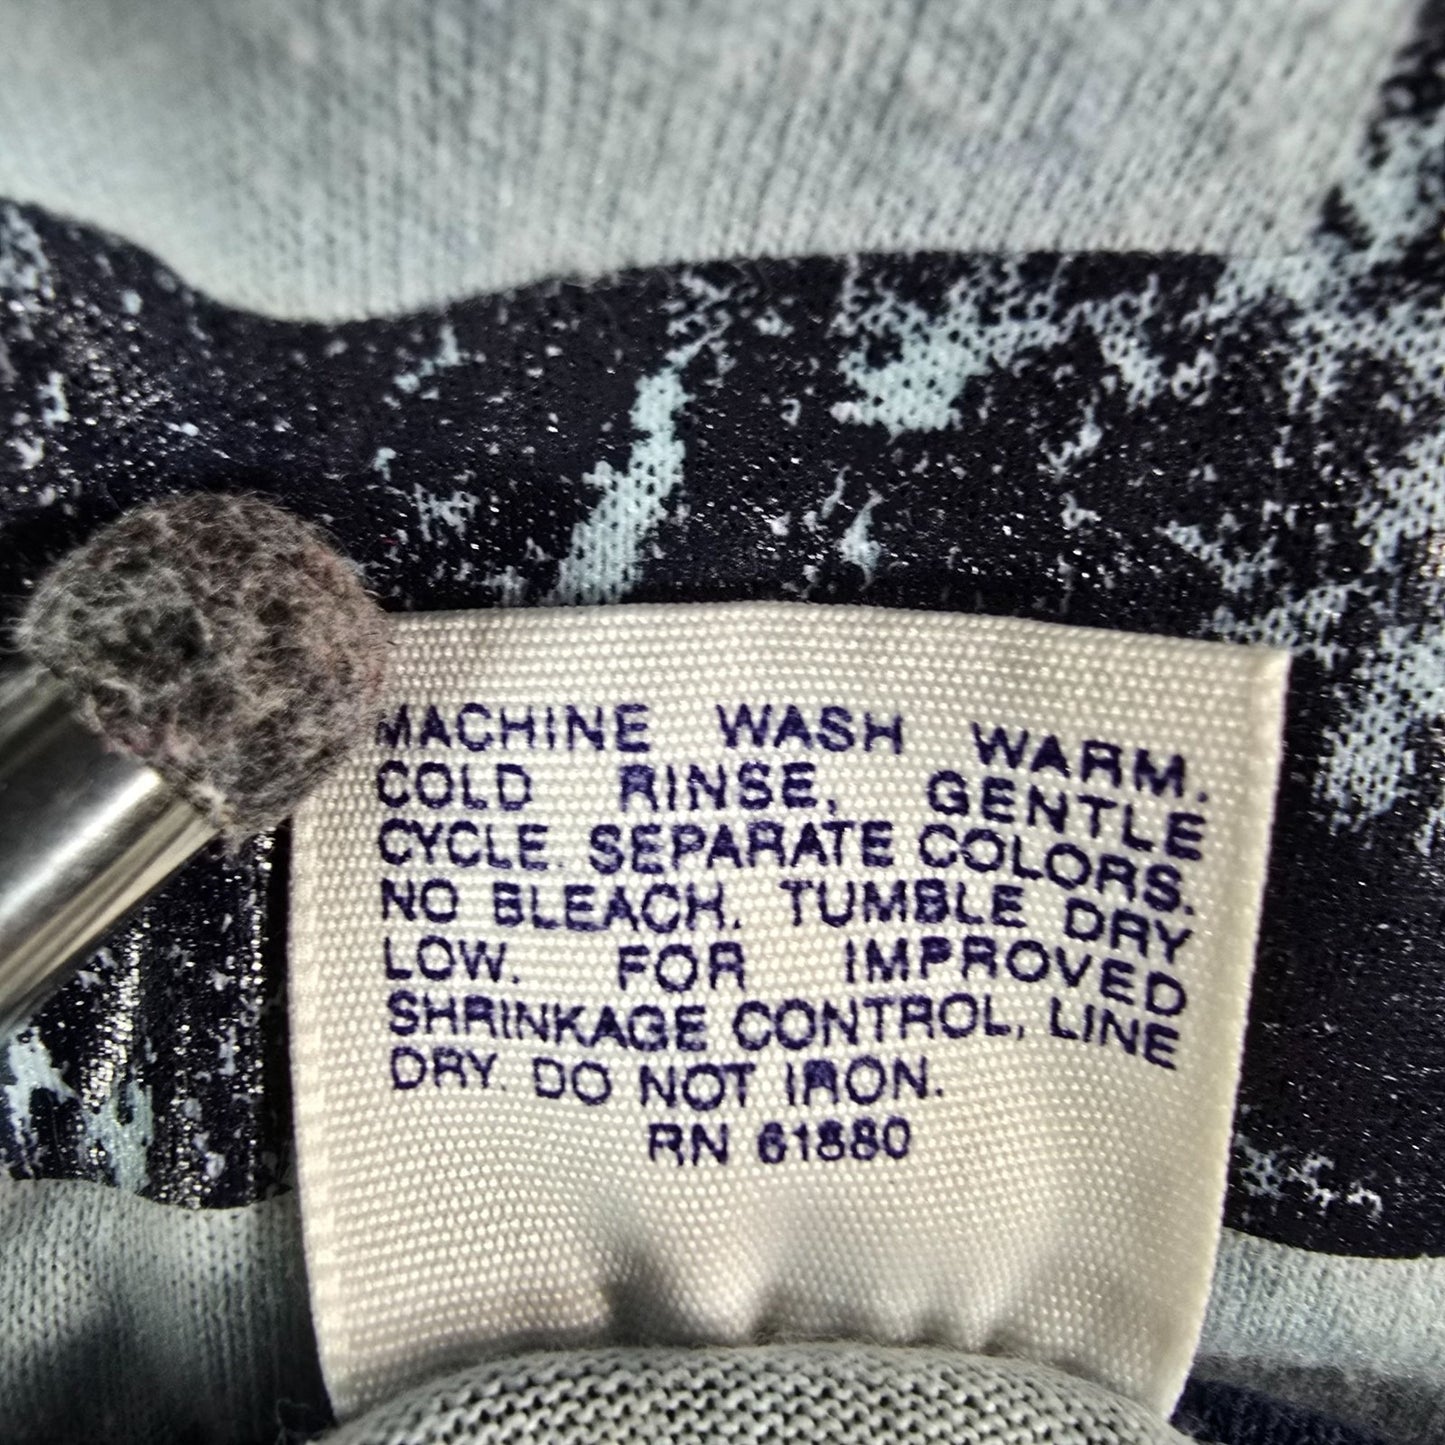 MACHINE WASH WARM.
COLD RINSE, GENTLE
CYCLE. SEPARATE COLORS.
NO BLEACH. TUMBLE DRY
LOW. FOR IMPROVED
SHRINKAGE CONTROL, LINE
DRY. DO NOT IRON.
RN 61880